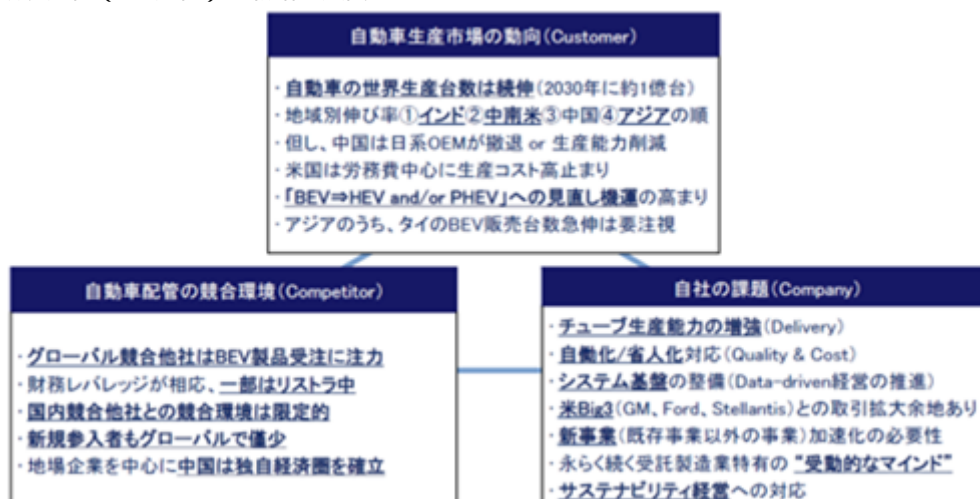 自動車生産市場の動向(Customer)
・自動車の世界生産台数は続伸(2030年に約1億台)
・地域別伸び率①インド②中南米③中国④アジアの順
・但し、中国は日系OEMが撤退 or 生産能力削減
・米国は労務費中心に生産コスト高止まり
・「BEV⇒HEV and/or PHEV」への見直し機運の高まり
・アジアのうち、タイのBEV販売台数急伸は要注視
自動車配管の競合環境(Competitor)
・グローバル競合他社はBEV製品受注に注力
・財務レバレッジが相応、一部はリストラ中
・国内競合他社との競合環境は限定的
・新規参入者もグローバルで僅少
・地場企業を中心に中国は独自経済圏を確立
自社の課題(Company)
・チューブ生産能力の増強(Delivery)
・自働化/省人化対応(Quality & Cost)
・システム基盤の整備(Data-driven経営の推進)
・米Big3(GM、Ford、Stellantis)との取引拡大余地あり
・新事業(既存事業以外の事業)加速化の必要性
・永らく続く受託製造業特有の "受動的なマインド"
・サステナビリティ経営への対応